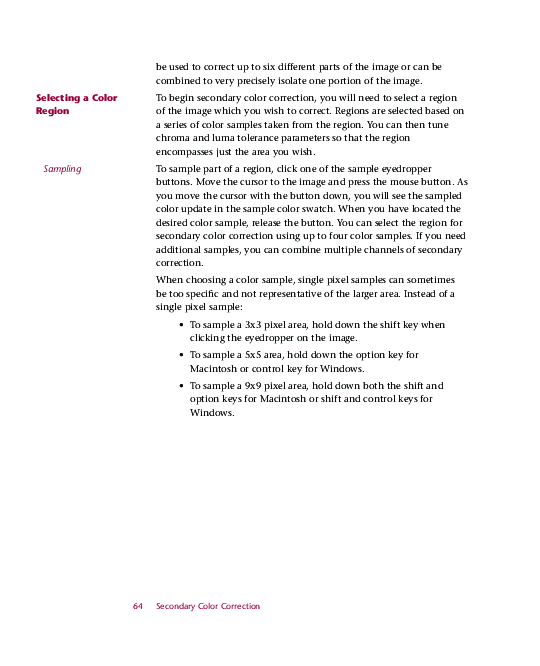 be used to correct up to six different parts of the image or can be
combined to very precisely isolate one portion of the image.
Selecting a Color
Region
To begin secondary color correction, you will need to select a region
of the image which you wish to correct. Regions are selected based on
a series of color samples taken from the region. You can then tune
chroma and luma tolerance parameters so that the region
encompasses just the area you wish.
Sampling
To sample part of a region, click one of the sample eyedropper
buttons. Move the cursor to the image and press the mouse button. As
you move the cursor with the button down, you will see the sampled
color update in the sample color swatch. When you have located the
desired color sample, release the button. You can select the region for
secondary color correction using up to four color samples. If you need
additional samples, you can combine multiple channels of secondary
correction.
When choosing a color sample, single pixel samples can sometimes
be too specific and not representative of the larger area. Instead of a
single pixel sample:
• To sample a 3x3 pixel area, hold down the shift key when
clicking the eyedropper on the image.
• To sample a 5x5 area, hold down the option key for
Macintosh or control key for Windows.
• To sample a 9x9 pixel area, hold down both the shift and
option keys for Macintosh or shift and control keys for
Windows.
64 Secondary Color Correction